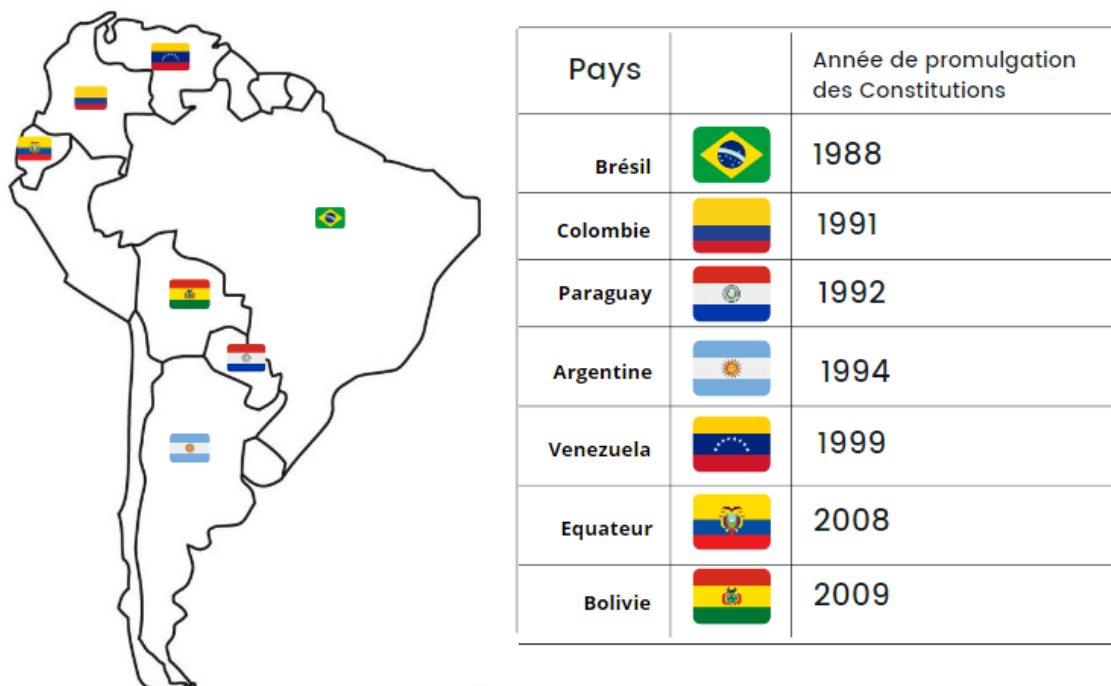 Pays
Année de promulgation
des Constitutions
Brésil
1988
Colombie
1991
Paraguay
1992
Argentine
1994
Venezuela
1999
Equateur
2008
Bolivie
2009